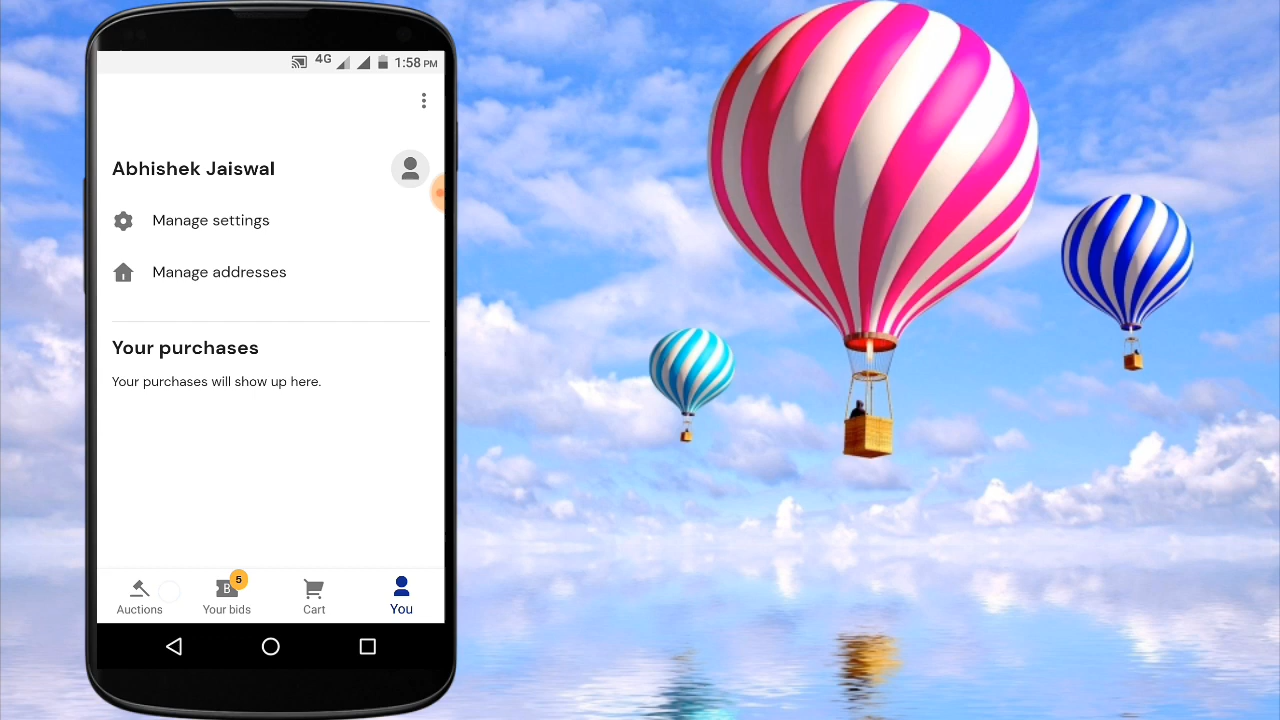 4G 1:58 PM
Abhishek Jaiswal
Manage settings
Manage addresses
Your purchases
Your purchases will show up here.
B 5
Auctions Your bids Cart You